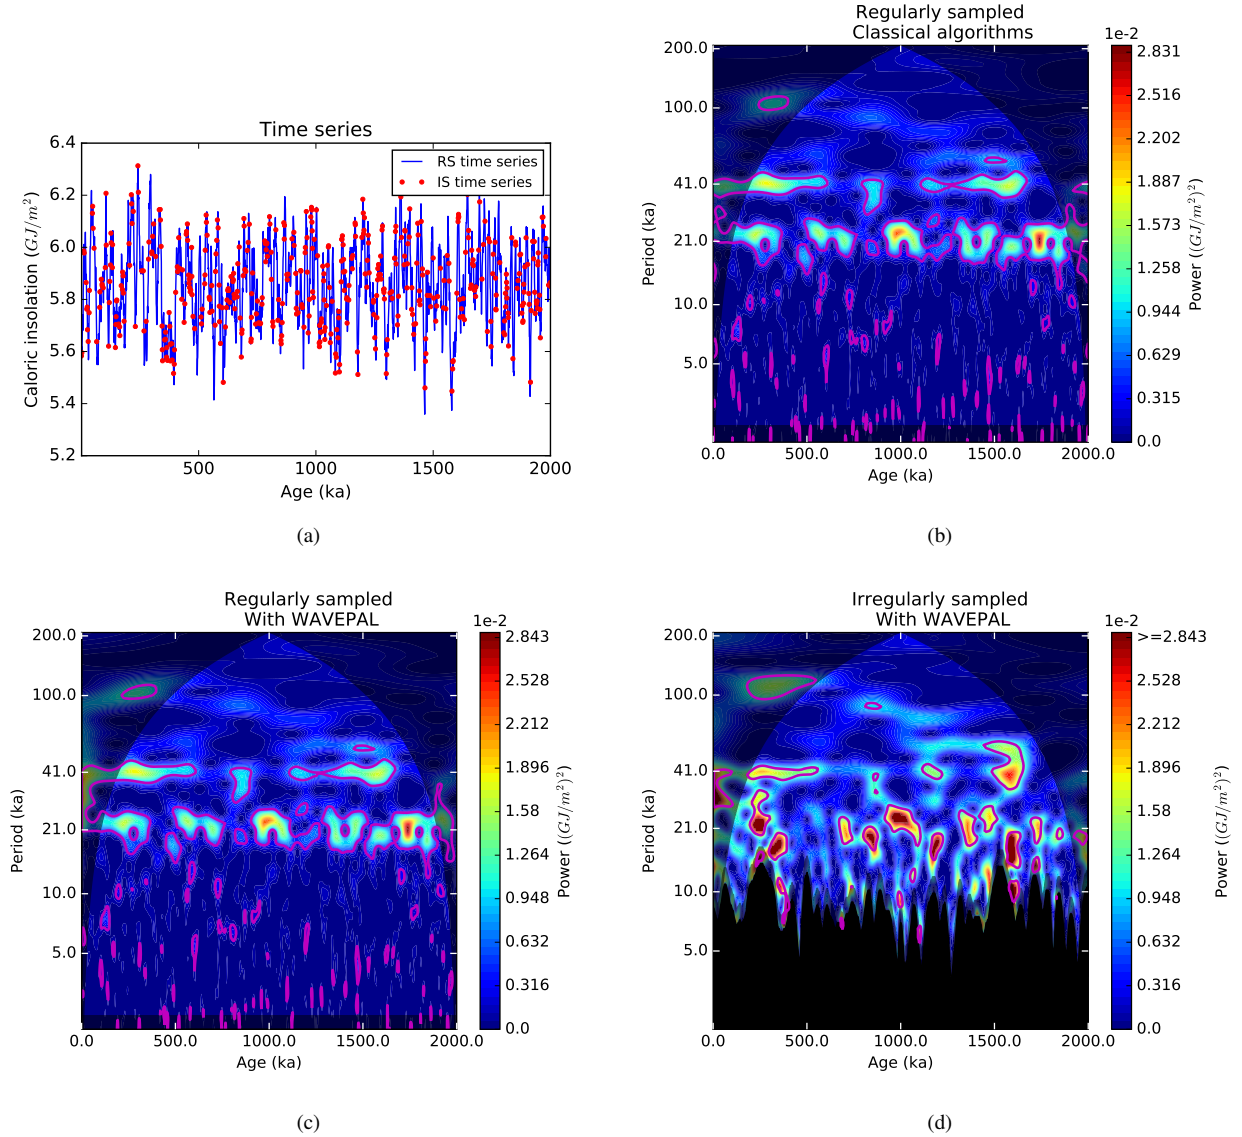 Time series
6.4
6.2
6.0
5.8
5.6
5.4
5.2
Caloric insolation (GJ/m²)
RS time series
IS time series
500
1000
1500
2000
Age (ka)
(a)
Regularly sampled
Classical algorithms
1e-2
200.0
100.0
41.0
21.0
10.0
5.0
Period (ka)
0.0
500.0
1000.0
1500.0
2000.0
Age (ka)
2.831
2.516
2.202
1.887
1.573
1.258
0.944
0.629
0.315
0.0
Power ((GJ/m²)²)
(b)
Regularly sampled
With WAVEPAL
1e-2
200.0
100.0
41.0
21.0
10.0
5.0
Period (ka)
0.0
500.0
1000.0
1500.0
2000.0
Age (ka)
2.843
2.528
2.212
1.896
1.580
1.264
0.948
0.632
0.316
0.0
Power ((GJ/m²)²)
(c)
Irregularly sampled
With WAVEPAL
1e-2
200.0
100.0
41.0
21.0
10.0
5.0
Period (ka)
0.0
500.0
1000.0
1500.0
2000.0
Age (ka)
>=2.843
2.528
2.212
1.896
1.580
1.264
0.948
0.632
0.316
0.0
Power ((GJ/m²)²)
(d)